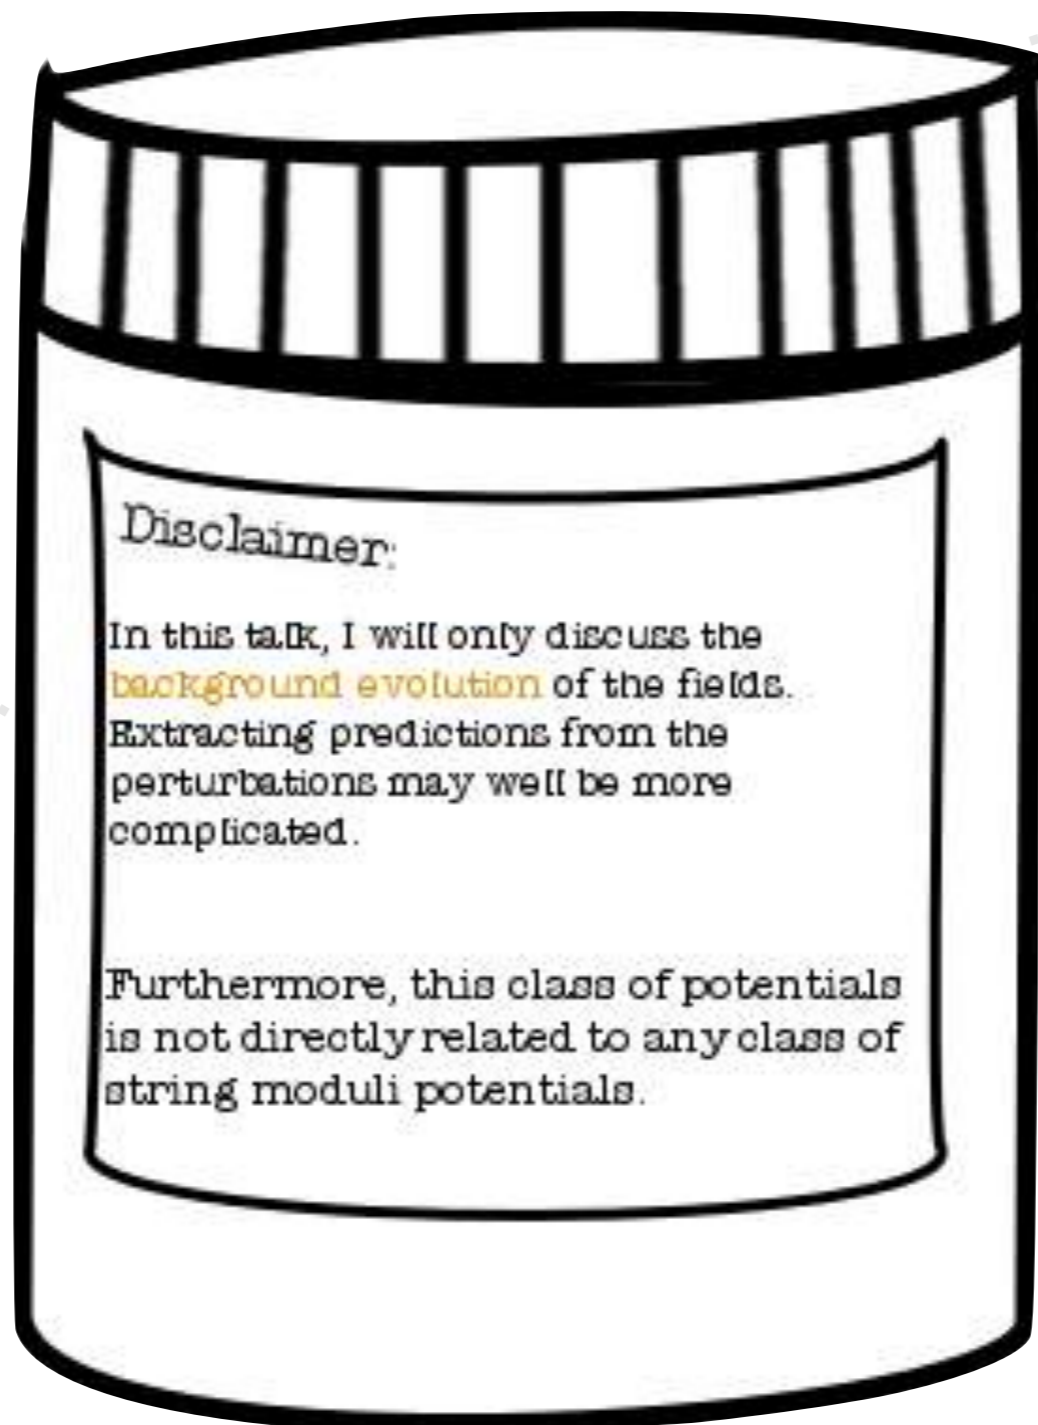 Disclaimer:
In this talk, I will only discuss the
background evolution of the fields.
Extracting predictions from the
perturbations may well be more
complicated.
Furthermore, this class of potentials
is not directly related to any class of
string moduli potentials.